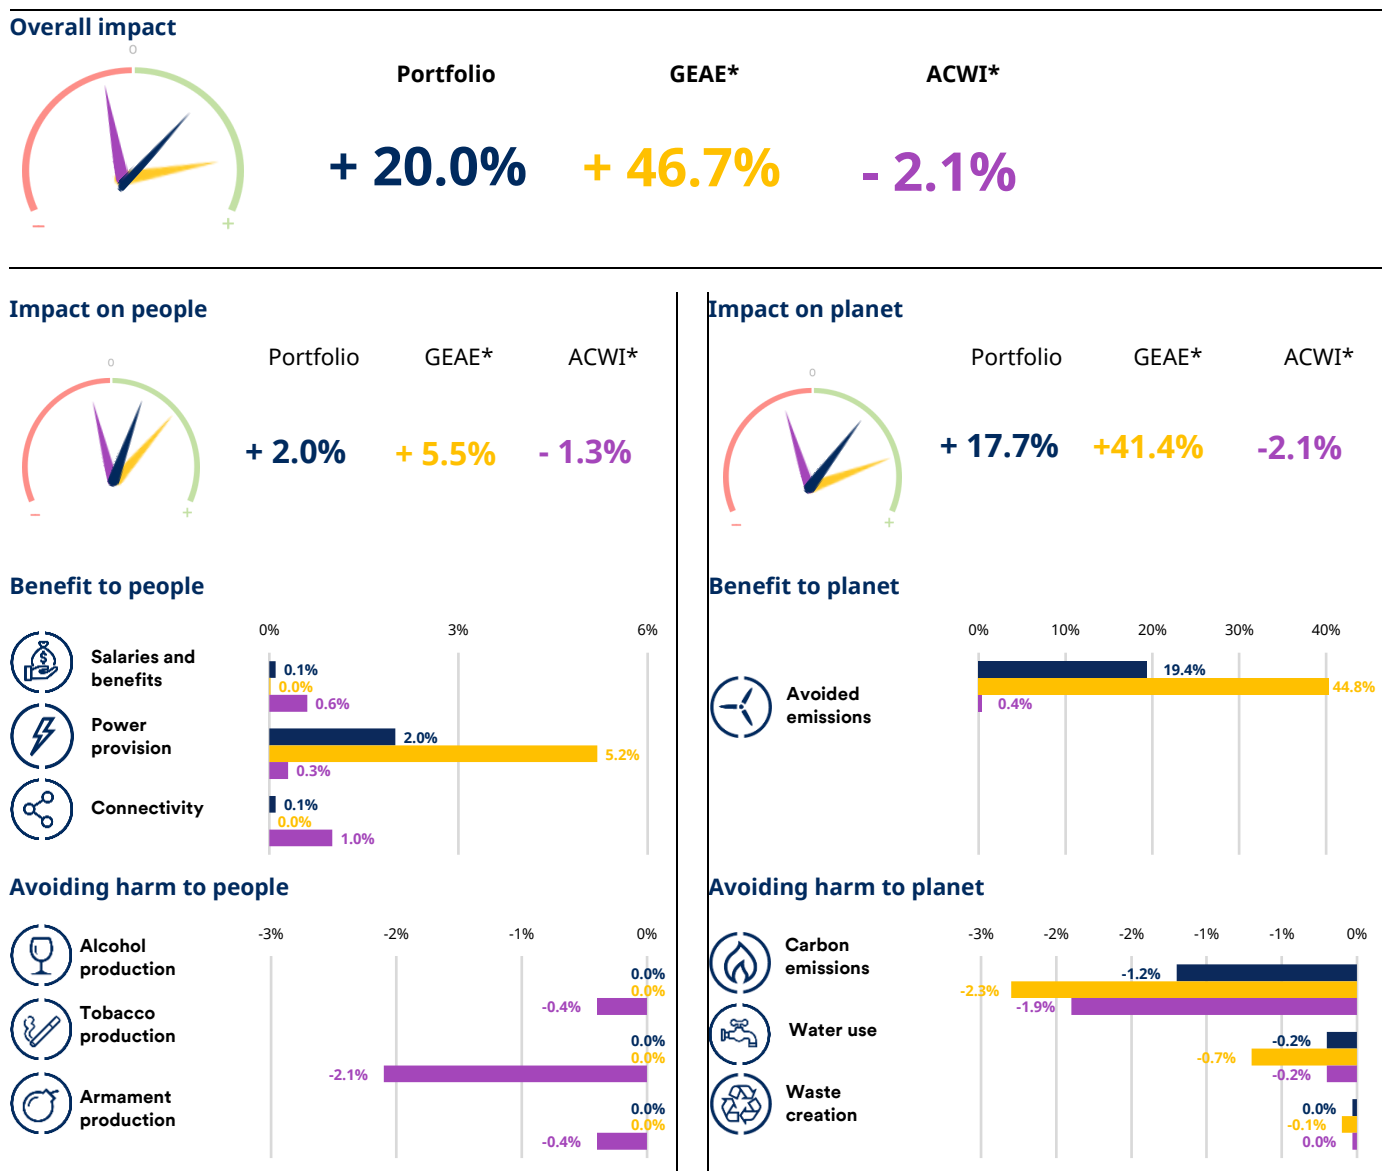 Overall impact
0
Portfolio GEAE* ACWI*
+ 20.0% + 46.7% - 2.1%
– +
Impact on people
0
Portfolio GEAE* ACWI*
+ 2.0% + 5.5% - 1.3%
– +
Benefit to people
0% 3% 6%
Salaries and
benefits
0.1%
0.0%
0.6%
Power
provision
2.0%
5.2%
0.3%
Connectivity
0.1%
0.0%
1.0%
Avoiding harm to people
-3% -2% -1% 0%
Alcohol
production
0.0%
0.0%
-0.4%
Tobacco
production
0.0%
0.0%
-2.1%
Armament
production
0.0%
0.0%
-0.4%
Impact on planet
0
Portfolio GEAE* ACWI*
+ 17.7% +41.4% -2.1%
– +
Benefit to planet
0% 10% 20% 30% 40%
Avoided
emissions
19.4%
44.8%
0.4%
Avoiding harm to planet
-3% -2% -2% -1% -1% 0%
Carbon
emissions
-1.2%
-2.3%
-1.9%
Water use
-0.2%
-0.7%
-0.2%
Waste
creation
0.0%
-0.1%
0.0%